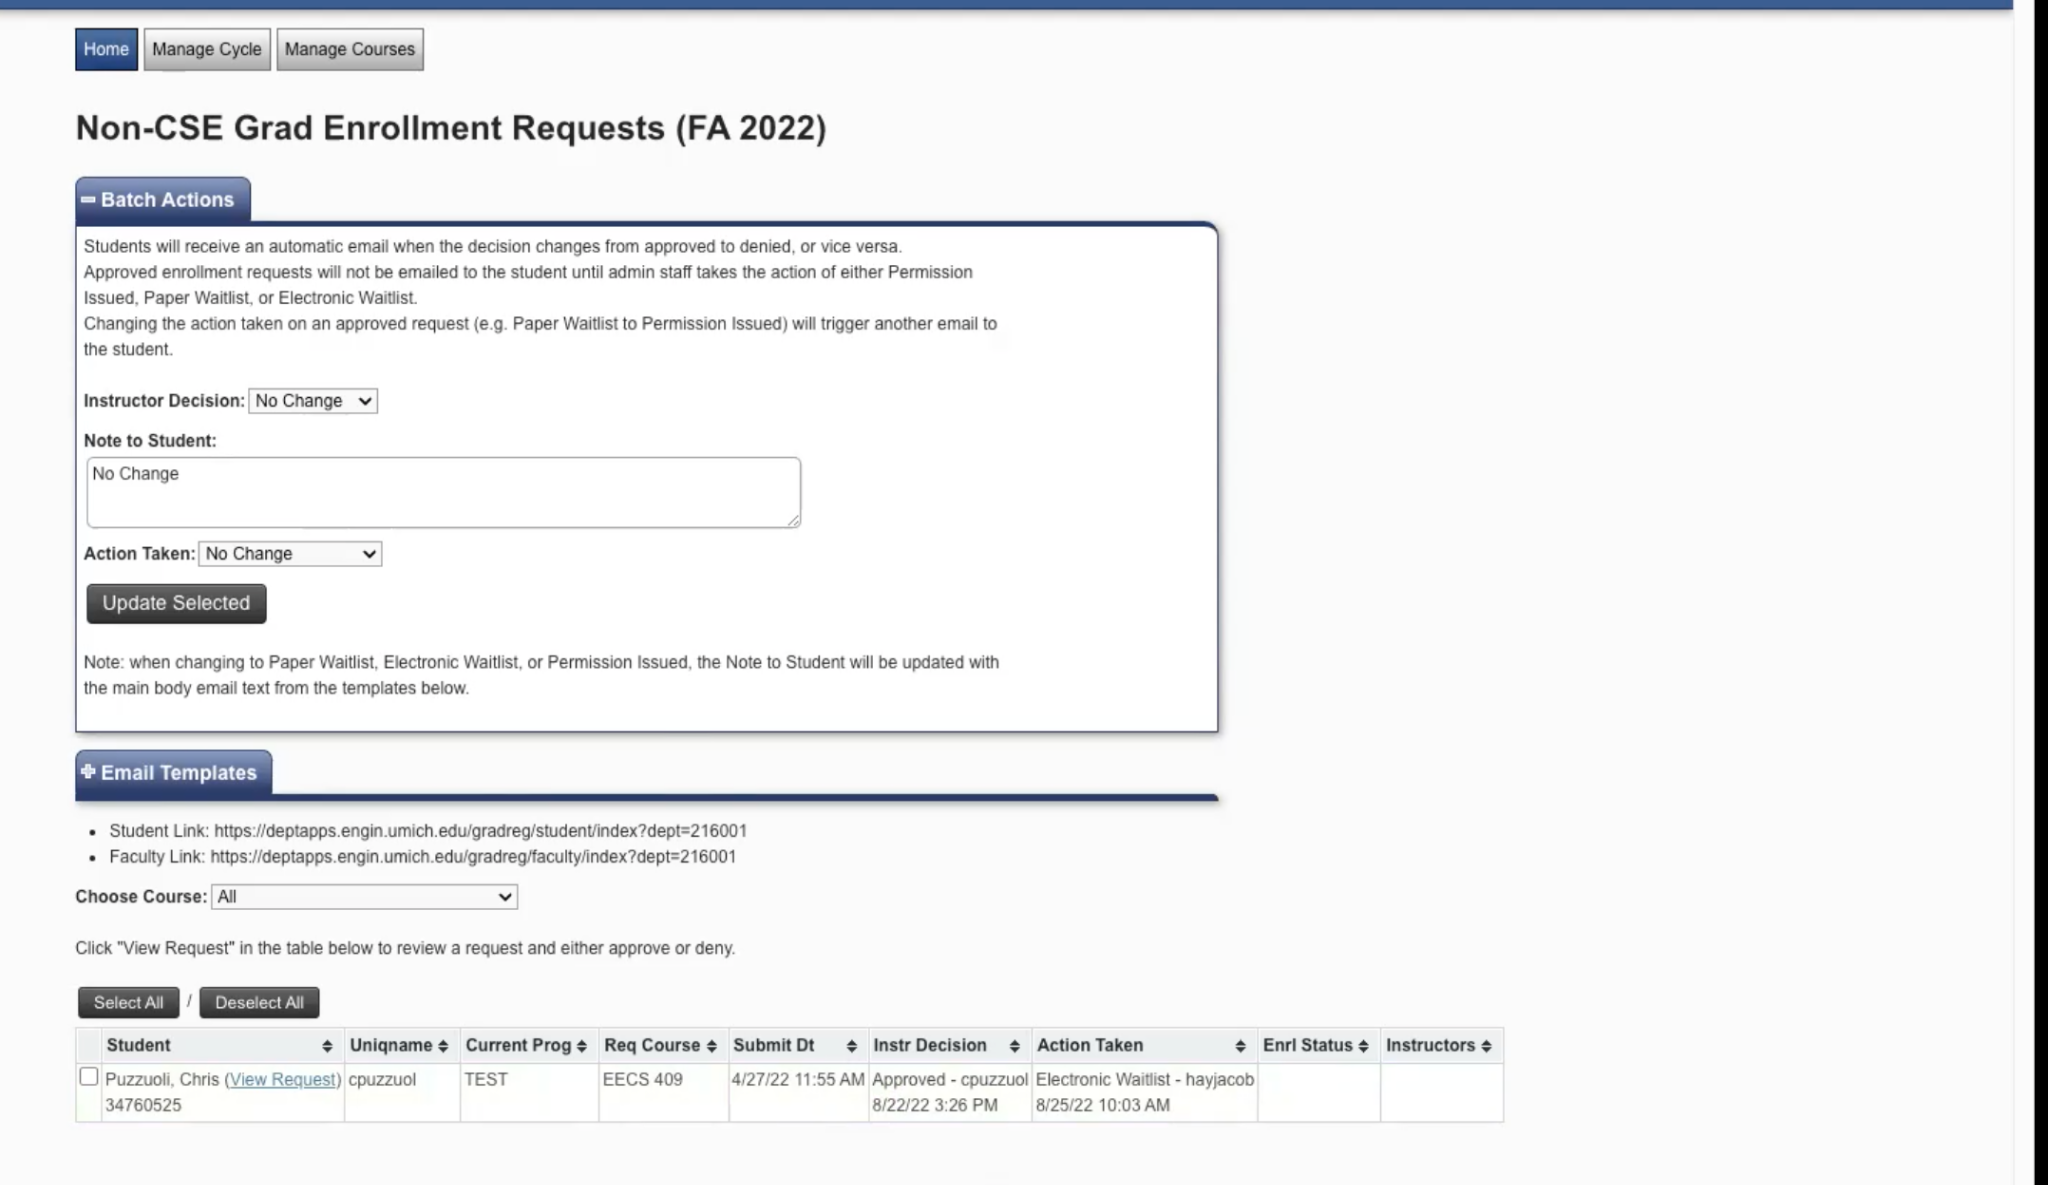 Home Manage Cycle Manage Courses
Non-CSE Grad Enrollment Requests (FA 2022)
Batch Actions
Students will receive an automatic email when the decision changes from approved to denied, or vice versa.
Approved enrollment requests will not be emailed to the student until admin staff takes the action of either Permission
Issued, Paper Waitlist, or Electronic Waitlist.
Changing the action taken on an approved request (e.g. Paper Waitlist to Permission Issued) will trigger another email to
the student.
Instructor Decision: No Change
Note to Student:
No Change
Action Taken: No Change
Update Selected
Note: when changing to Paper Waitlist, Electronic Waitlist, or Permission Issued, the Note to Student will be updated with
the main body email text from the templates below.
Email Templates
• Student Link: https://deptapps.engin.umich.edu/gradreg/student/index?dept=216001
• Faculty Link: https://deptapps.engin.umich.edu/gradreg/faculty/index?dept=216001
Choose Course: All
Click "View Request" in the table below to review a request and either approve or deny.
Select All / Deselect All
Student Uniqname Current Prog Req Course Submit Dt Instr Decision Action Taken Enrl Status Instructors
Puzzuoli, Chris (View Request) cpuzzuol TEST EECS 409 4/27/22 11:55 AM Approved - cpuzzuol Electronic Waitlist - hayjacob
34760525 8/22/22 3:26 PM 8/25/22 10:03 AM